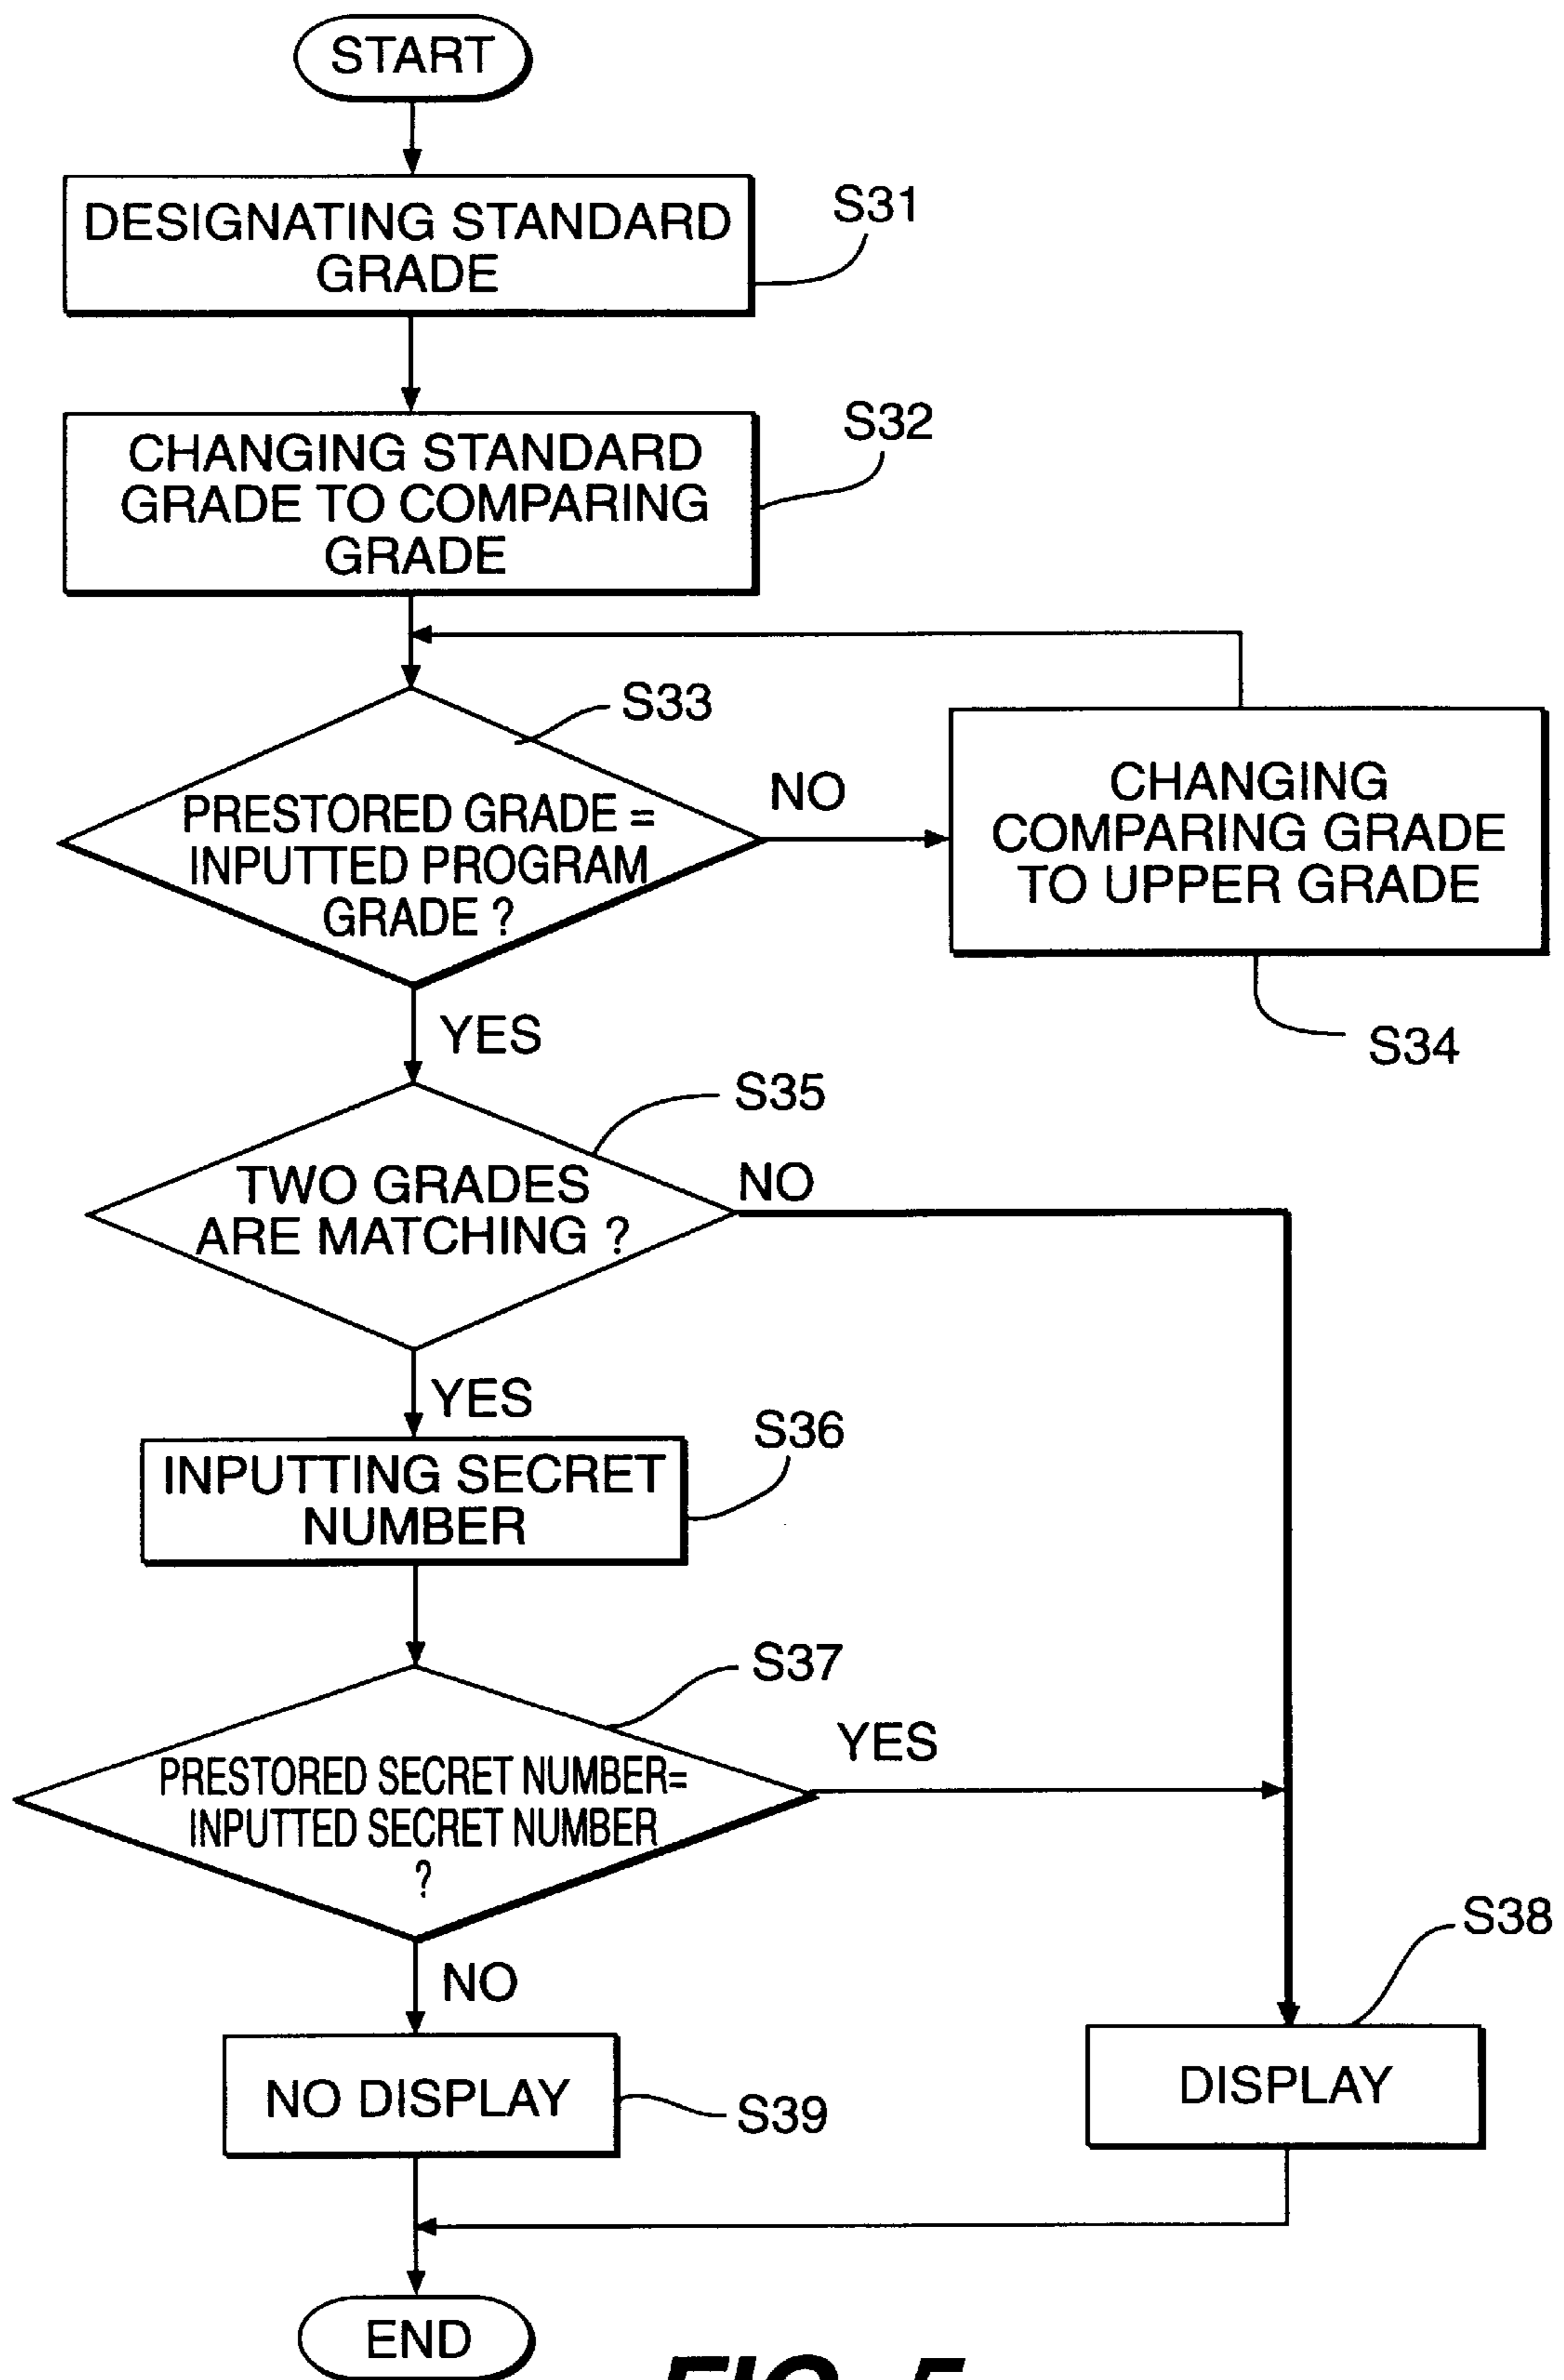 START
DESIGNATING STANDARD
GRADE
S31
CHANGING STANDARD
GRADE TO COMPARING
GRADE
S32
S33
PRESTORED GRADE =
INPUTTED PROGRAM
GRADE ?
NO
CHANGING
COMPARING GRADE
TO UPPER GRADE
S34
YES
S35
TWO GRADES
ARE MATCHING ?
NO
YES
S36
INPUTTING SECRET
NUMBER
S37
PRESTORED SECRET NUMBER=
INPUTTED SECRET NUMBER
?
YES
NO
S38
NO DISPLAY
S39
DISPLAY
END